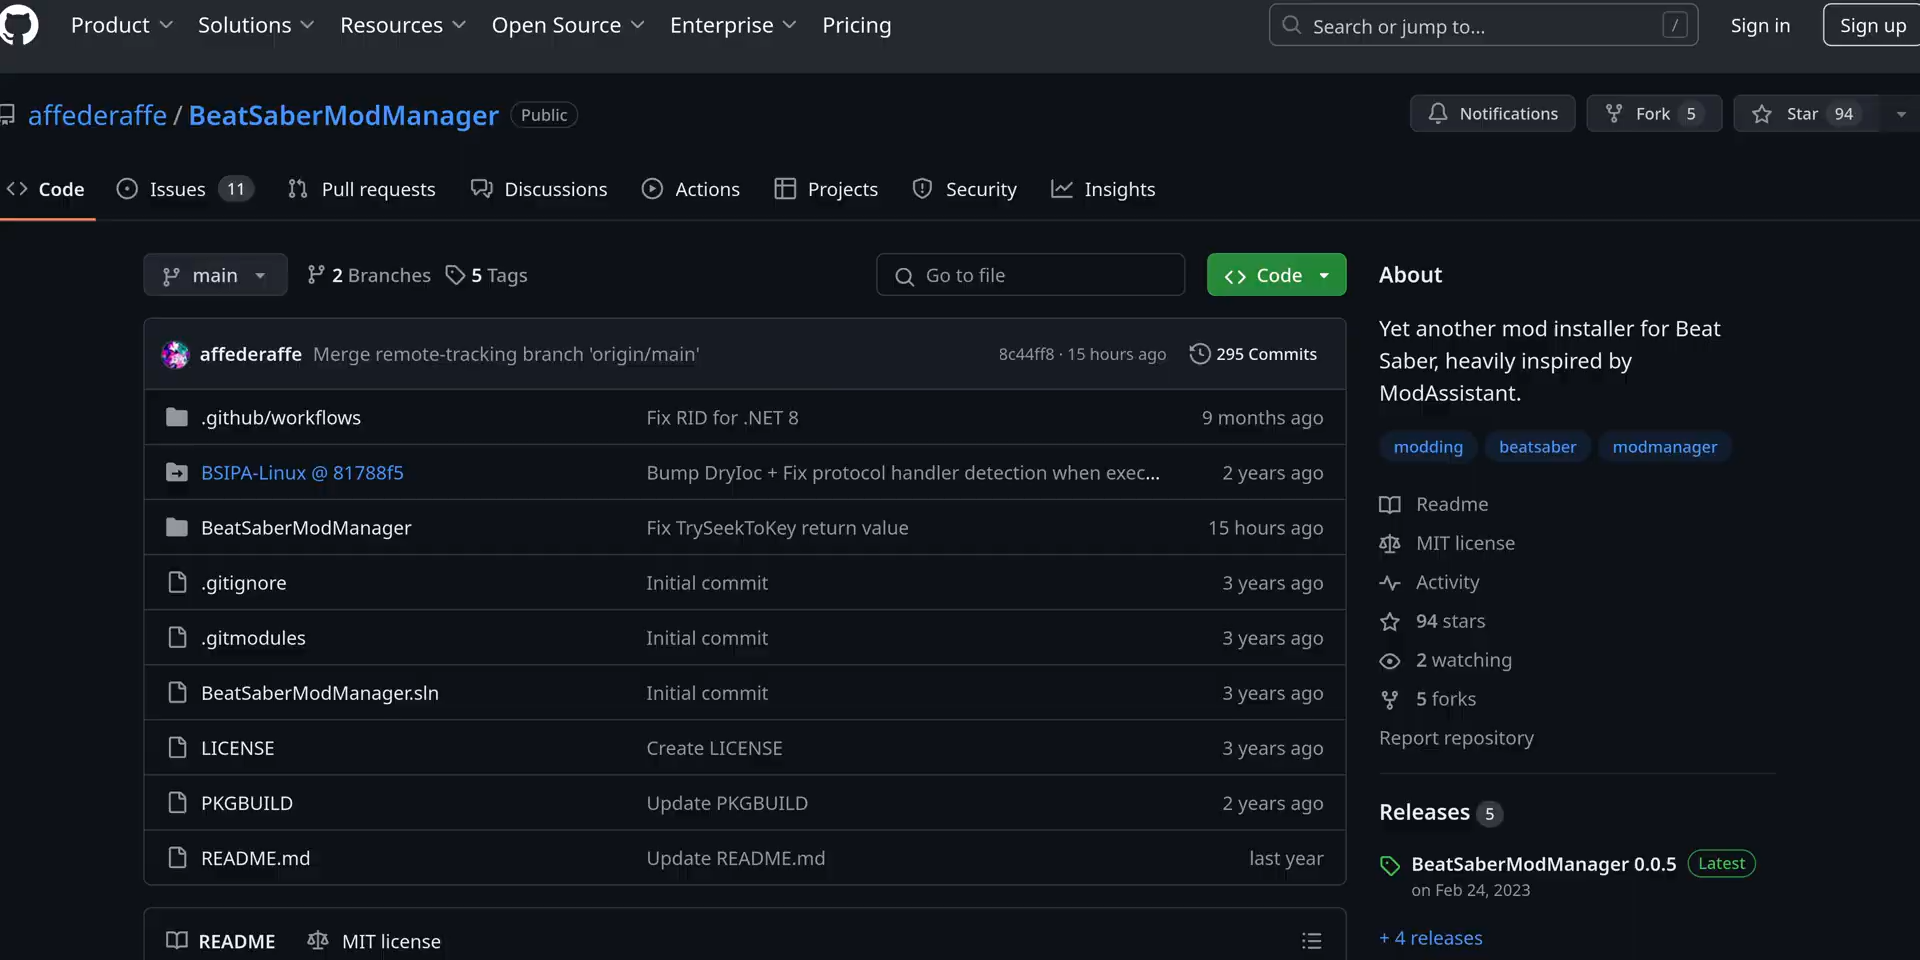 Product Solutions Resources Open Source Enterprise Pricing Search or jump to... / Sign in Sign up
affederaffe / BeatSaberModManager Public Notifications Fork 5 Star 94
Code Issues 11 Pull requests Discussions Actions Projects Security Insights
main 2 Branches 5 Tags Go to file Code
affederaffe Merge remote-tracking branch 'origin/main' 8c44ff8 · 15 hours ago 295 Commits
.github/workflows Fix RID for .NET 8 9 months ago
BSIPA-Linux @ 81788f5 Bump DryIoc + Fix protocol handler detection when exec... 2 years ago
BeatSaberModManager Fix TrySeekToKey return value 15 hours ago
.gitignore Initial commit 3 years ago
.gitmodules Initial commit 3 years ago
BeatSaberModManager.sln Initial commit 3 years ago
LICENSE Create LICENSE 3 years ago
PKGBUILD Update PKGBUILD 2 years ago
README.md Update README.md last year
README MIT license
About
Yet another mod installer for Beat
Saber, heavily inspired by
ModAssistant.
modding beatsaber modmanager
Readme
MIT license
Activity
94 stars
2 watching
5 forks
Report repository
Releases 5
BeatSaberModManager 0.0.5 Latest
on Feb 24, 2023
+ 4 releases